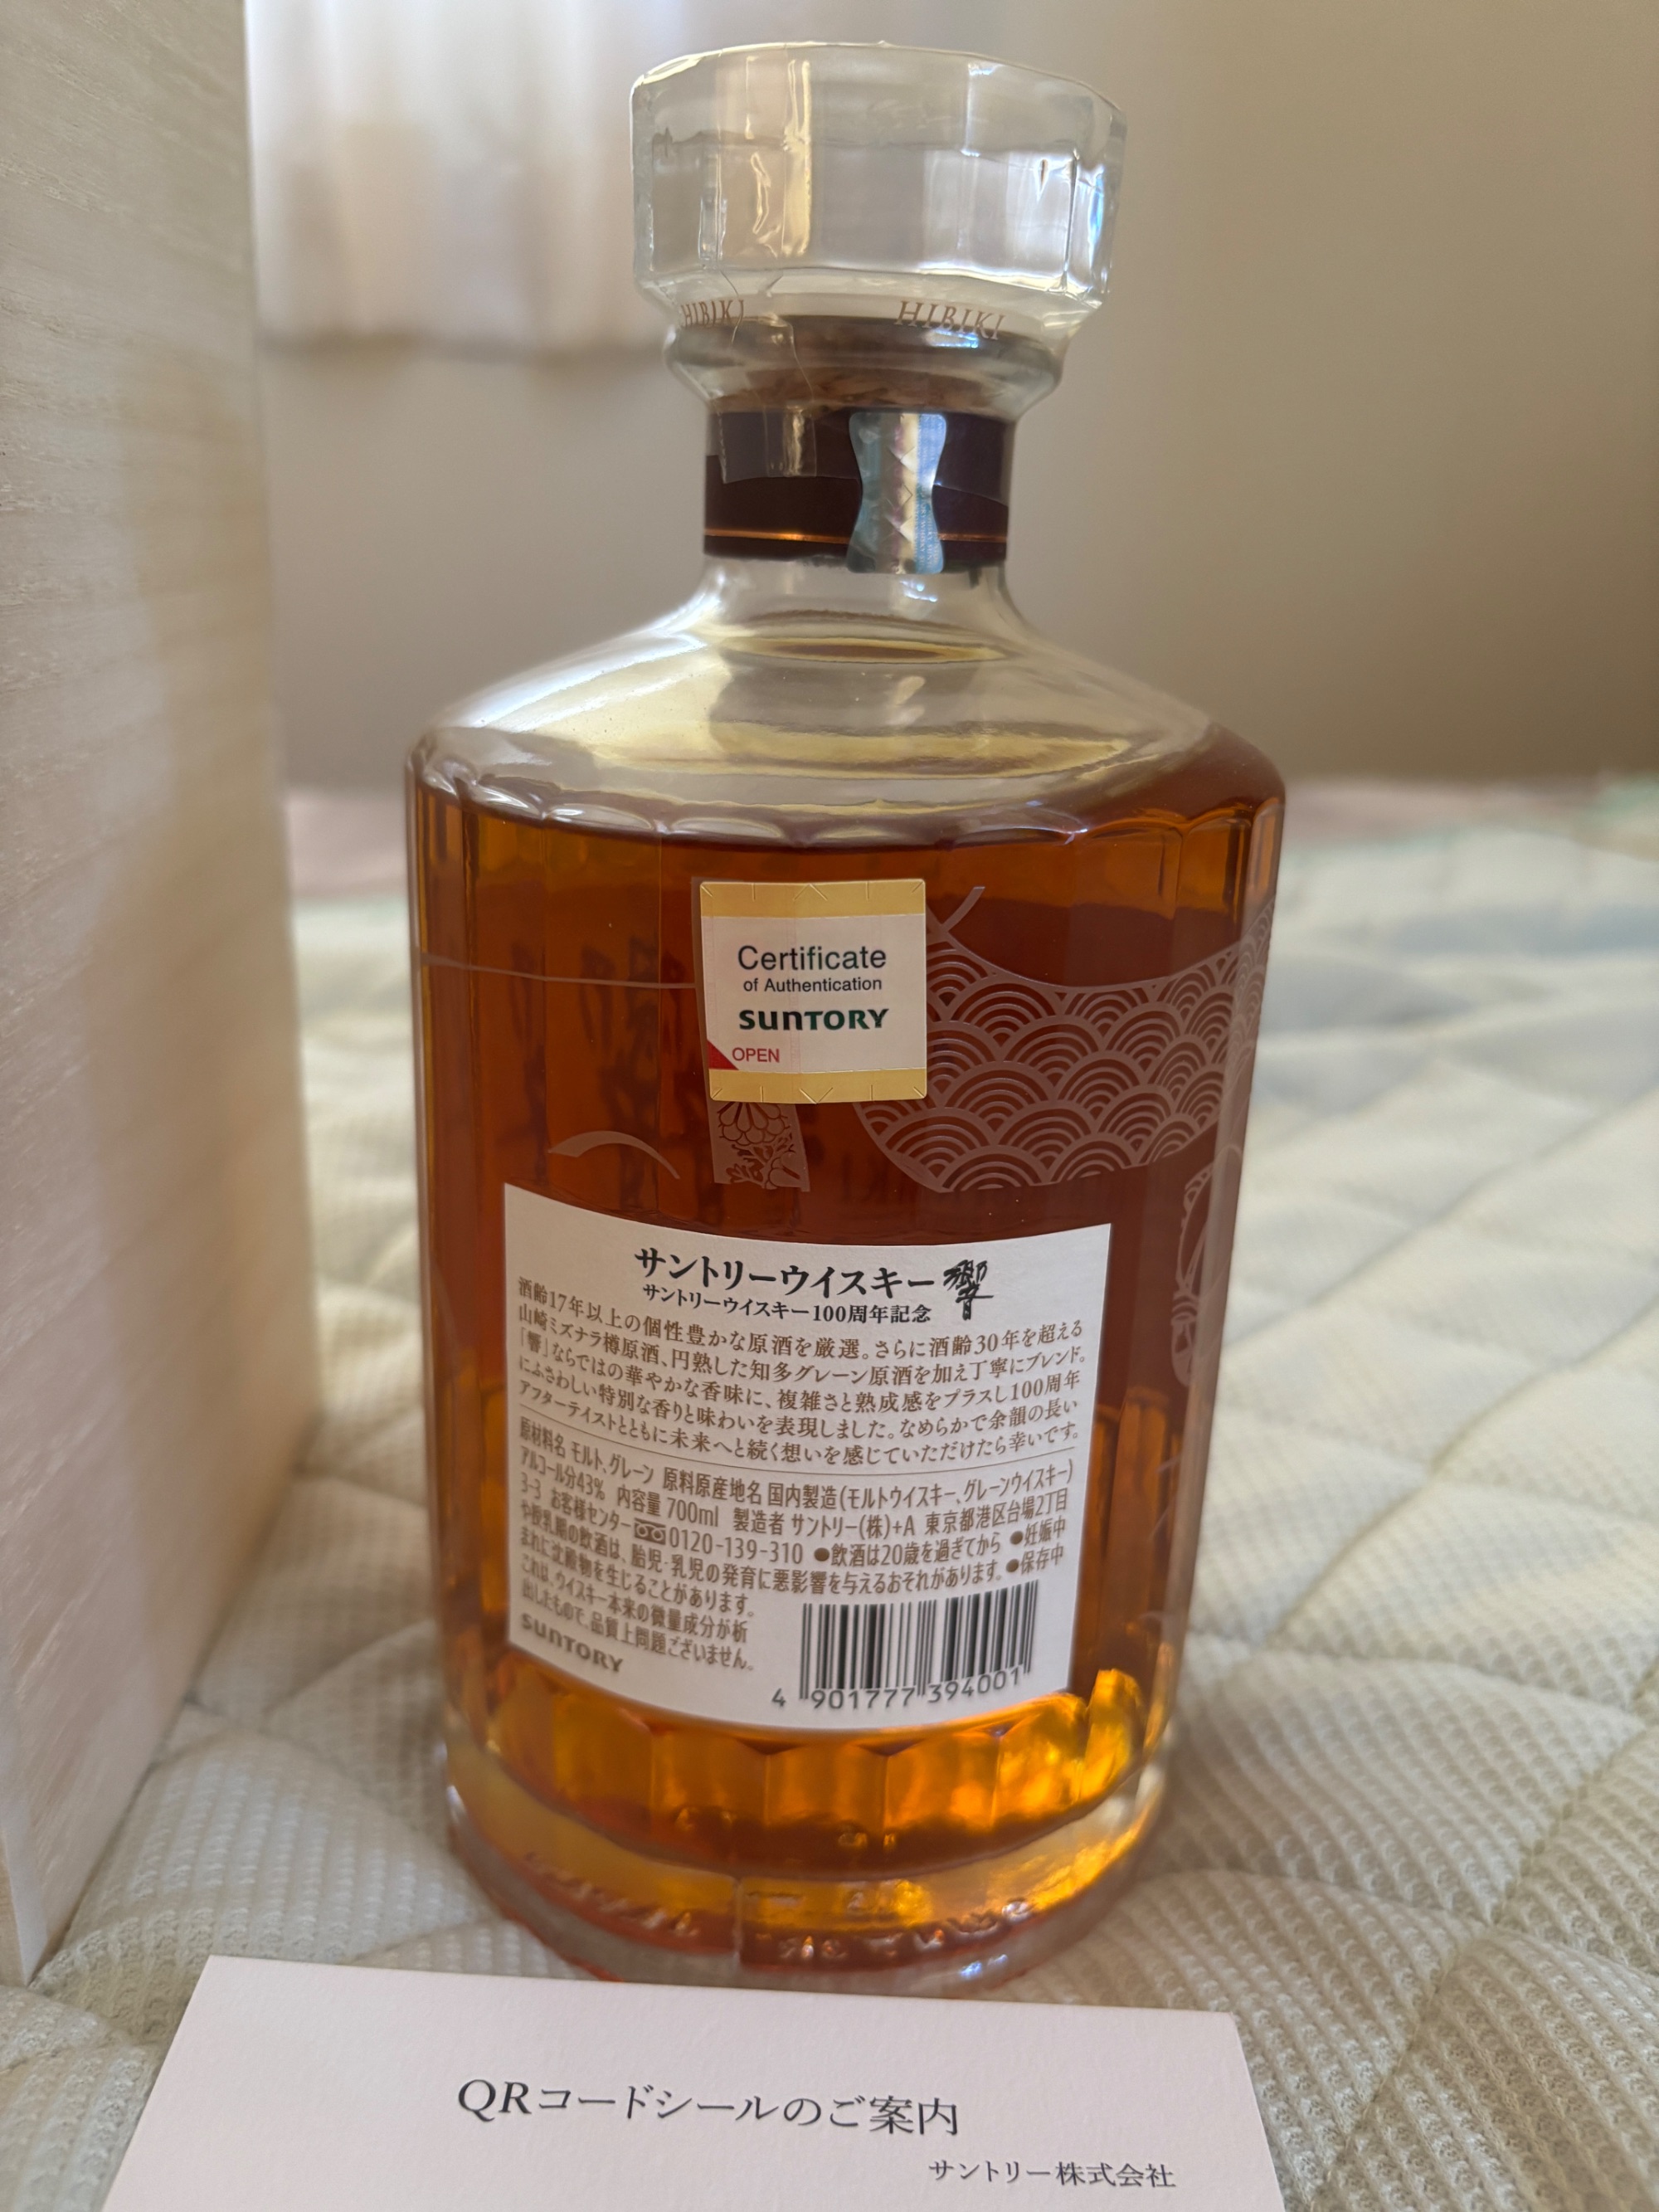 HIBIKI HIBIKI
Certificate
of Authentication
SUNTORY
OPEN
サントリーウイスキー 響
サントリーウイスキー100周年記念
酒齢17年以上の個性豊かな原酒を厳選。さらに酒齢30年を超える
山崎ミズナラ樽原酒、円熟した知多グレーン原酒を加え丁寧にブレンド。
「響」ならではの華やかな香味に、複雑さと熟成感をプラスし100周年
にふさわしい特別な香りと味わいを表現しました。なめらかで余韻の長い
アフターテイストとともに未来へと続く想いを感じていただけたら幸いです。
原材料名 モルト、グレーン 原料原産地名 国内製造(モルトウイスキー、グレーンウイスキー)
アルコール分43% 内容量 700ml 製造者 サントリー(株)+A 東京都港区台場2丁目
3-3 お客様センター 0120-139-310 ●飲酒は20歳を過ぎてから ●妊娠中
や授乳期の飲酒は、胎児・乳児の発育に悪影響を与えるおそれがあります。●保存中
まれに沈殿物を生じることがあります。
これは、ウイスキー本来の微量成分が析
出したもので、品質上問題ございません。
SUNTORY
4 901777 394001
QRコードシールのご案内
サントリー株式会社